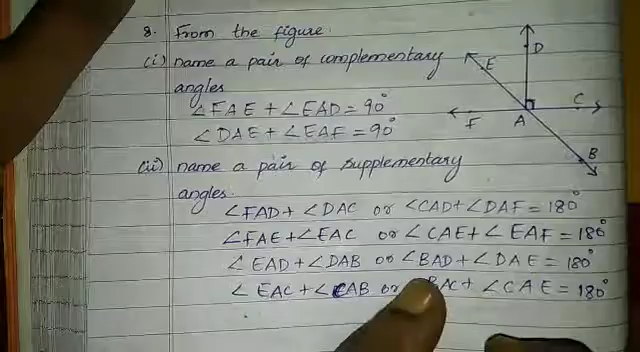 8. From the figure.
(i) name a pair of complementary
angles
∠FAE + ∠EAD = 90°
∠DAE + ∠EAF = 90°
(ii) name a pair of supplementary
angles.
∠FAD + ∠DAC or ∠CAD + ∠DAF = 180°
∠FAE + ∠EAC or ∠CAE + ∠EAF = 180°
∠EAD + ∠DAB or ∠BAD + ∠DAE = 180°
∠EAC + ∠CAB or BAC + ∠CAE = 180°
D
E
C
F
A
B